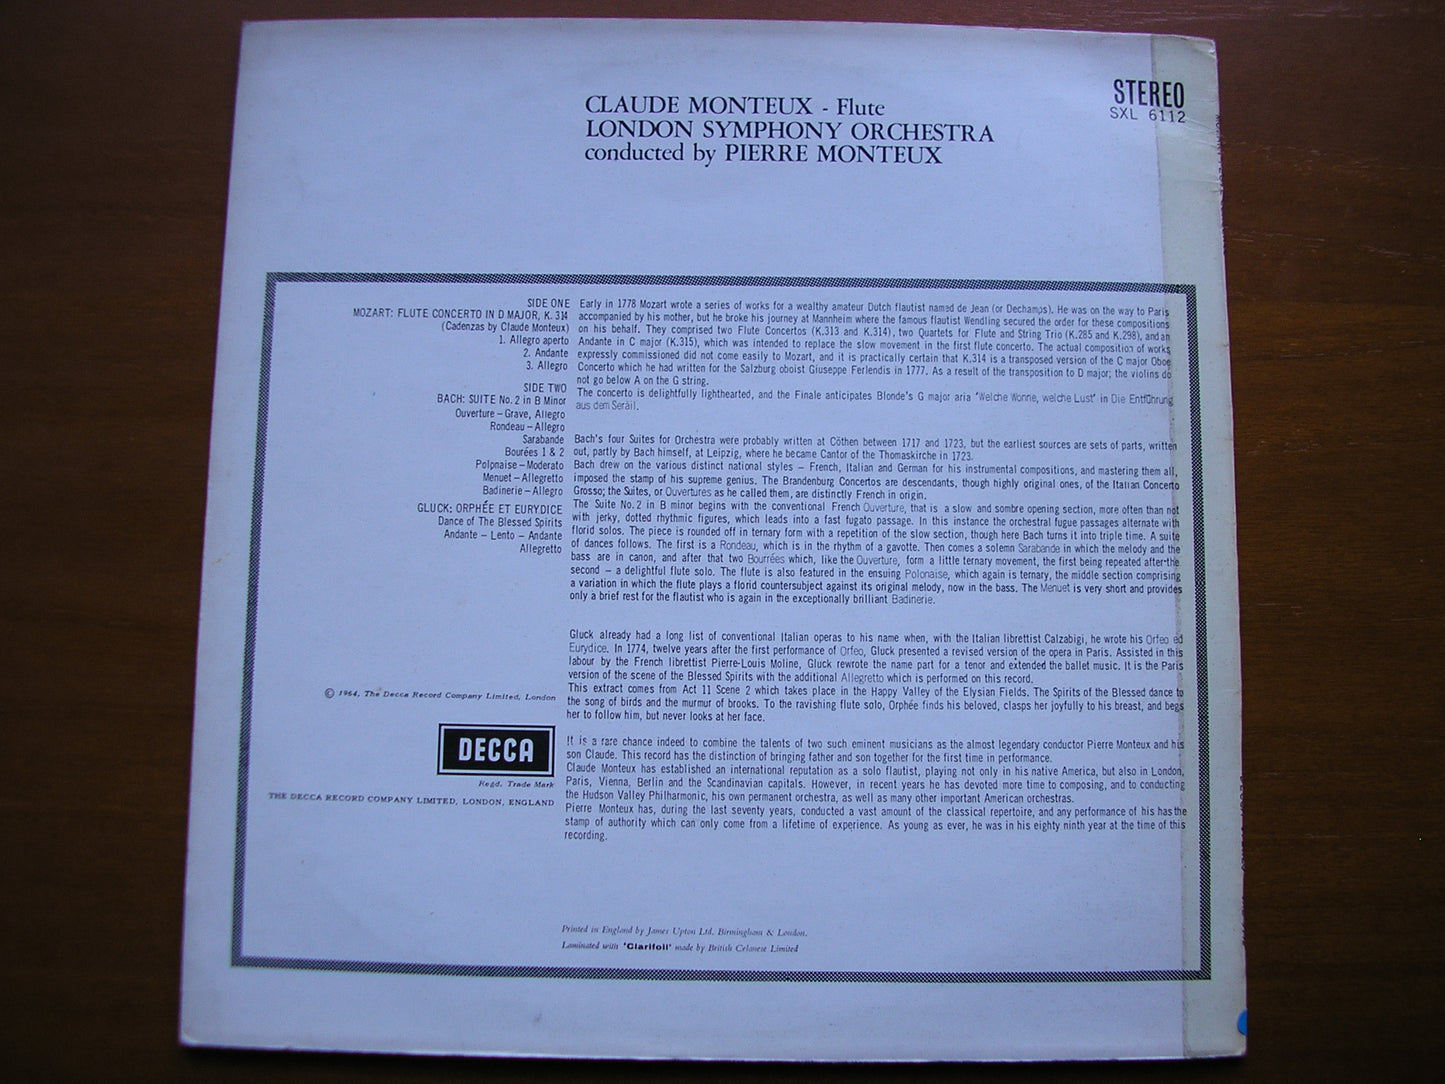 CLAUDE MONTEUX - Flute
LONDON SYMPHONY ORCHESTRA
conducted by PIERRE MONTEUX
STEREO
SXL 6112
SIDE ONE
MOZART: FLUTE CONCERTO IN D MAJOR, K. 314
(Cadenzas by Claude Monteux)
1. Allegro aperto
2. Andante
3. Allegro
SIDE TWO
BACH: SUITE No. 2 in B Minor
Ouverture – Grave, Allegro
Rondeau – Allegro
Sarabande
Bourées 1 & 2
Polonaise – Moderato
Menuet – Allegretto
Badinerie – Allegro
GLUCK: ORPHÉE ET EURYDICE
Dance of The Blessed Spirits
Andante – Lento – Andante
Allegretto
© 1964, The Decca Record Company Limited, London
DECCA
Regd. Trade Mark
THE DECCA RECORD COMPANY LIMITED, LONDON, ENGLAND
Early in 1778 Mozart wrote a series of works for a wealthy amateur Dutch flautist named de Jean (or Dechamps). He was on the way to Paris
accompanied by his mother, but he broke his journey at Mannheim where the famous flautist Wendling secured the order for these compositions
on his behalf. They comprised two Flute Concertos (K.313 and K.314), two Quartets for Flute and String Trio (K.285 and K.298), and an
Andante in C major (K.315), which was intended to replace the slow movement in the first flute concerto. The actual composition of works
expressly commissioned did not come easily to Mozart, and it is practically certain that K.314 is a transposed version of the C major Oboe
Concerto which he had written for the Salzburg oboist Giuseppe Ferlendis in 1777. As a result of the transposition to D major; the violins do
not go below A on the G string.
The concerto is delightfully lighthearted, and the Finale anticipates Blonde's G major aria 'Welche Wonne, welche Lust' in Die Entführung
aus dem Serail.
Bach's four Suites for Orchestra were probably written at Cöthen between 1717 and 1723, but the earliest sources are sets of parts, written
out, partly by Bach himself, at Leipzig, where he became Cantor of the Thomaskirche in 1723.
Bach drew on the various distinct national styles – French, Italian and German for his instrumental compositions, and mastering them all,
imposed the stamp of his supreme genius. The Brandenburg Concertos are descendants, though highly original ones, of the Italian Concerto
Grosso; the Suites, or Ouvertures as he called them, are distinctly French in origin.
The Suite No. 2 in B minor begins with the conventional French Ouverture, that is a slow and sombre opening section, more often than not
with jerky, dotted rhythmic figures, which leads into a fast fugato passage. In this instance the orchestral fugue passages alternate with
florid solos. The piece is rounded off in ternary form with a repetition of the slow section, though here Bach turns it into triple time. A suite
of dances follows. The first is a Rondeau, which is in the rhythm of a gavotte. Then comes a solemn Sarabande in which the melody and the
bass are in canon, and after that two Bourrées which, like the Ouverture, form a little ternary movement, the first being repeated after the
second – a delightful flute solo. The flute is also featured in the ensuing Polonaise, which again is ternary, the middle section comprising
a variation in which the flute plays a florid countersubject against its original melody, now in the bass. The Menuet is very short and provides
only a brief rest for the flautist who is again in the exceptionally brilliant Badinerie.
Gluck already had a long list of conventional Italian operas to his name when, with the Italian librettist Calzabigi, he wrote his Orfeo ed
Eurydice. In 1774, twelve years after the first performance of Orfeo, Gluck presented a revised version of the opera in Paris. Assisted in this
labour by the French librettist Pierre-Louis Moline, Gluck rewrote the name part for a tenor and extended the ballet music. It is the Paris
version of the scene of the Blessed Spirits with the additional Allegretto which is performed on this record.
This extract comes from Act 11 Scene 2 which takes place in the Happy Valley of the Elysian Fields. The Spirits of the Blessed dance to
the song of birds and the murmur of brooks. To the ravishing flute solo, Orphée finds his beloved, clasps her joyfully to his breast, and begs
her to follow him, but never looks at her face.
It is a rare chance indeed to combine the talents of two such eminent musicians as the almost legendary conductor Pierre Monteux and his
son Claude. This record has the distinction of bringing father and son together for the first time in performance.
Claude Monteux has established an international reputation as a solo flautist, playing not only in his native America, but also in London,
Paris, Vienna, Berlin and the Scandinavian capitals. However, in recent years he has devoted more time to composing, and to conducting
the Hudson Valley Philharmonic, his own permanent orchestra, as well as many other important American orchestras.
Pierre Monteux has, during the last seventy years, conducted a vast amount of the classical repertoire, and any performance of his has the
stamp of authority which can only come from a lifetime of experience. As young as ever, he was in his eighty ninth year at the time of this
recording.
Printed in England by James Upton Ltd. Birmingham & London.
Laminated with 'Clarifoil' made by British Celanese Limited